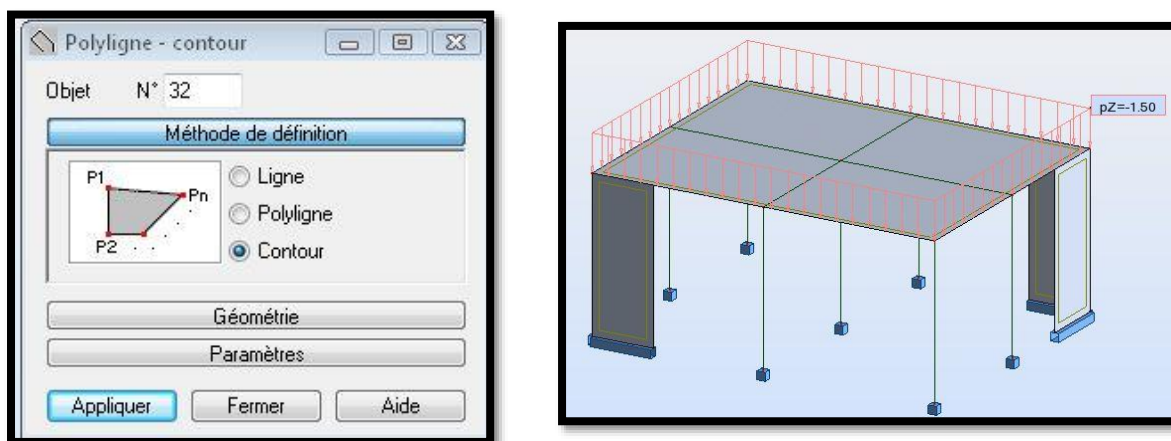 Polyligne - contour
Objet N° 32
Méthode de définition
P1
Pn
P2
Ligne
Polyligne
Contour
Géométrie
Paramètres
Appliquer Fermer Aide
pZ=-1.50